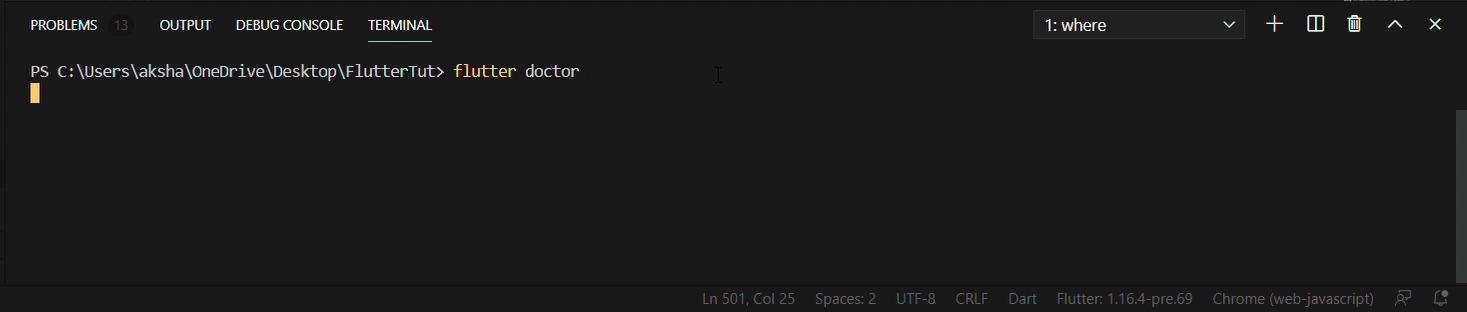 PROBLEMS 13 OUTPUT DEBUG CONSOLE TERMINAL 1: where
PS C:\Users\aksha\OneDrive\Desktop\FlutterTut> flutter doctor
Ln 501, Col 25 Spaces: 2 UTF-8 CRLF Dart Flutter: 1.16.4-pre.69 Chrome (web-javascript)